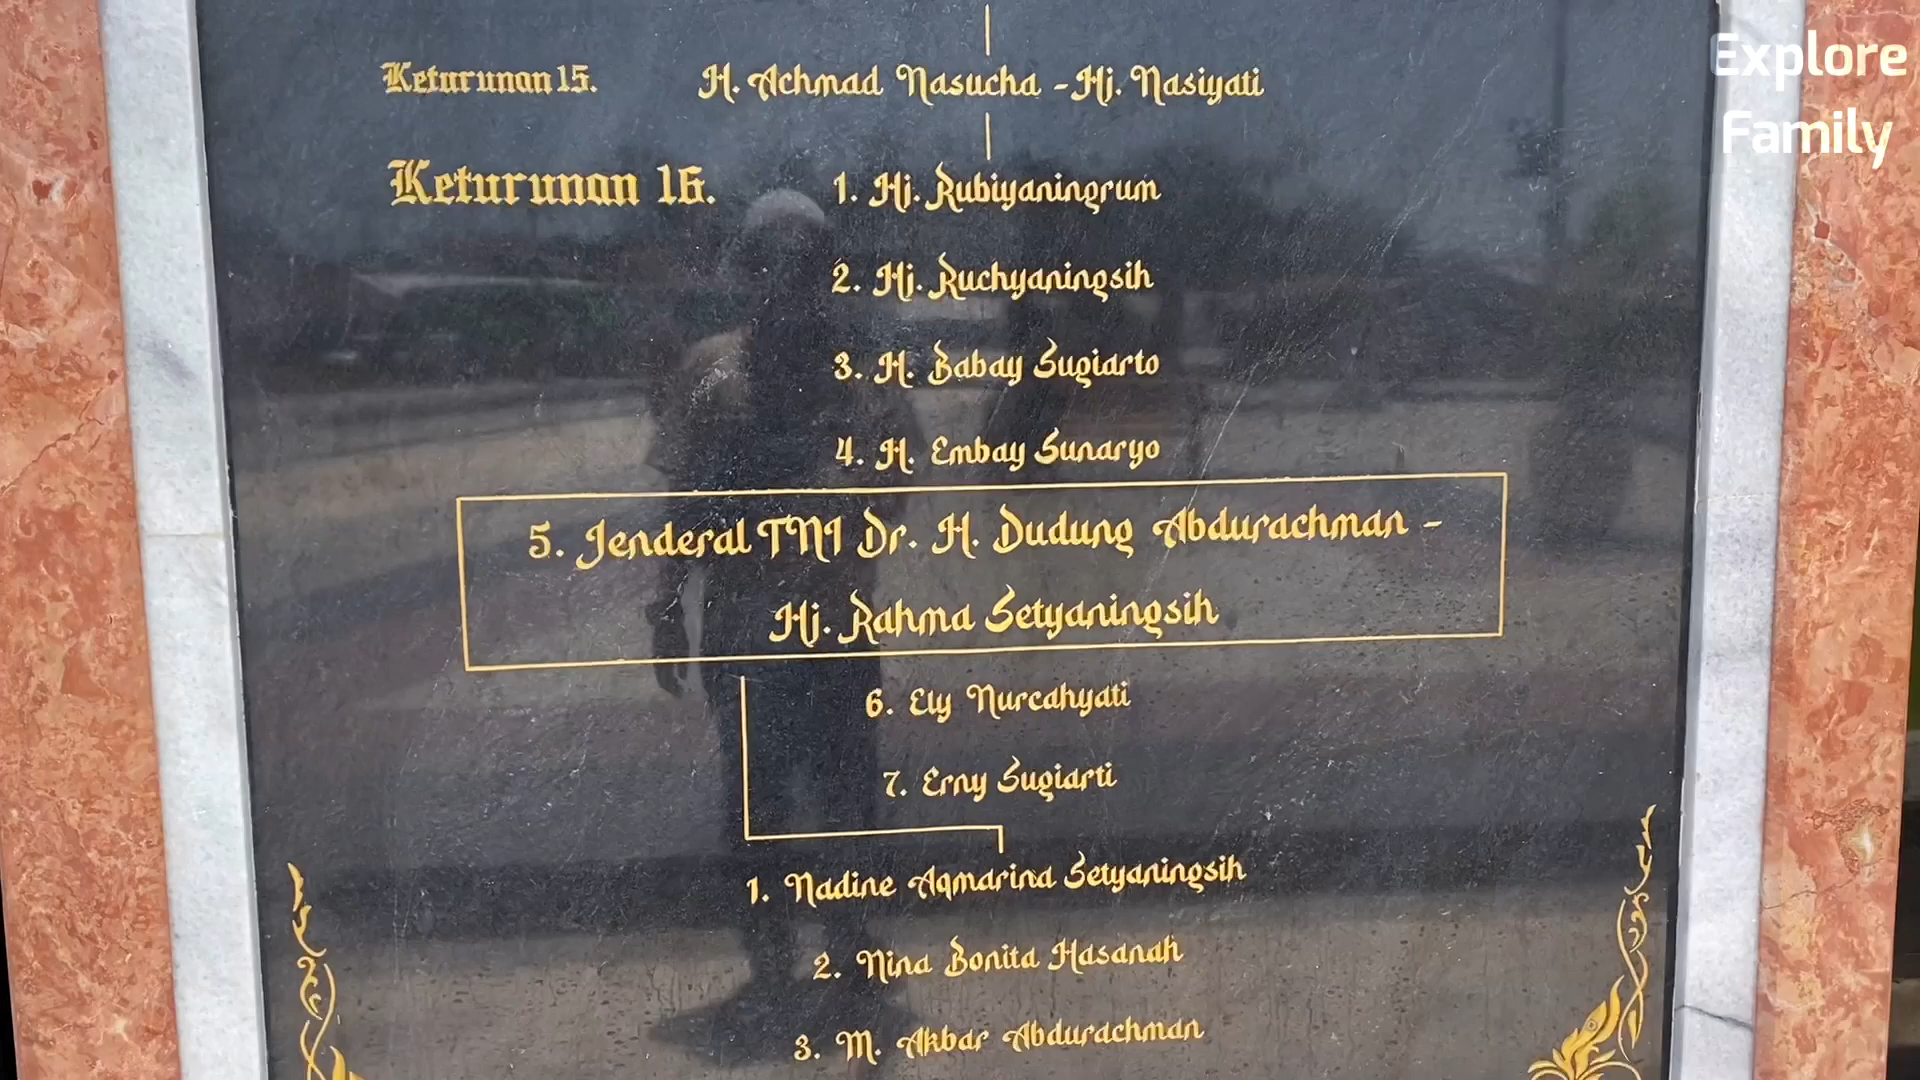 Explore
Family
Keturunan 15. H. Achmad Nasucha - Hj. Nasiyati
Keturunan 16. 1. Hj. Rubiyaningrum
2. Hj. Ruchyaningsih
3. H. Babay Sugiarto
4. H. Embay Sunaryo
5. Jenderal TNI Dr. H. Dudung Abdurachman -
Hj. Rahma Setyaningsih
6. Ety Nurcahyati
7. Erny Sugiarti
1. Nadine Aqmarina Setyaningsih
2. Nina Bonita Hasanah
3. M. Akbar Abdurachman